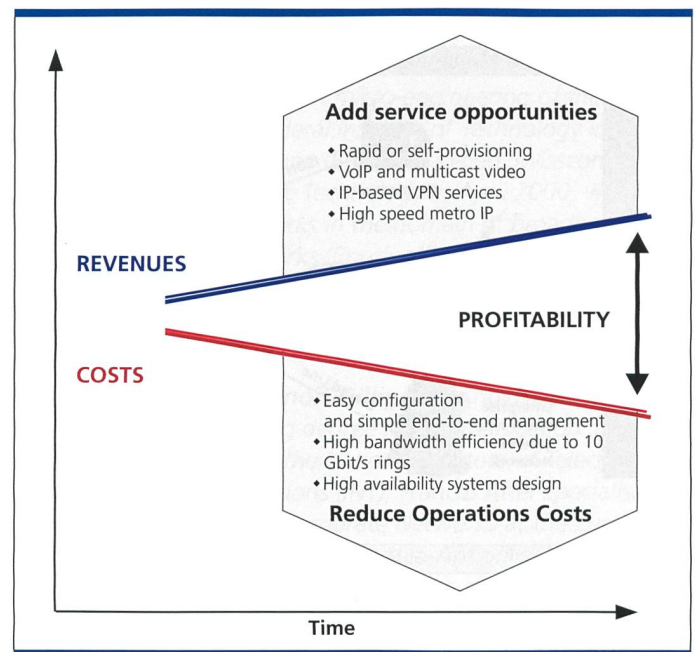 Add service opportunities
• Rapid or self-provisioning
• VoIP and multicast video
• IP-based VPN services
• High speed metro IP
REVENUES
PROFITABILITY
COSTS
• Easy configuration
and simple end-to-end management
• High bandwidth efficiency due to 10
Gbit/s rings
• High availability systems design
Reduce Operations Costs
Time